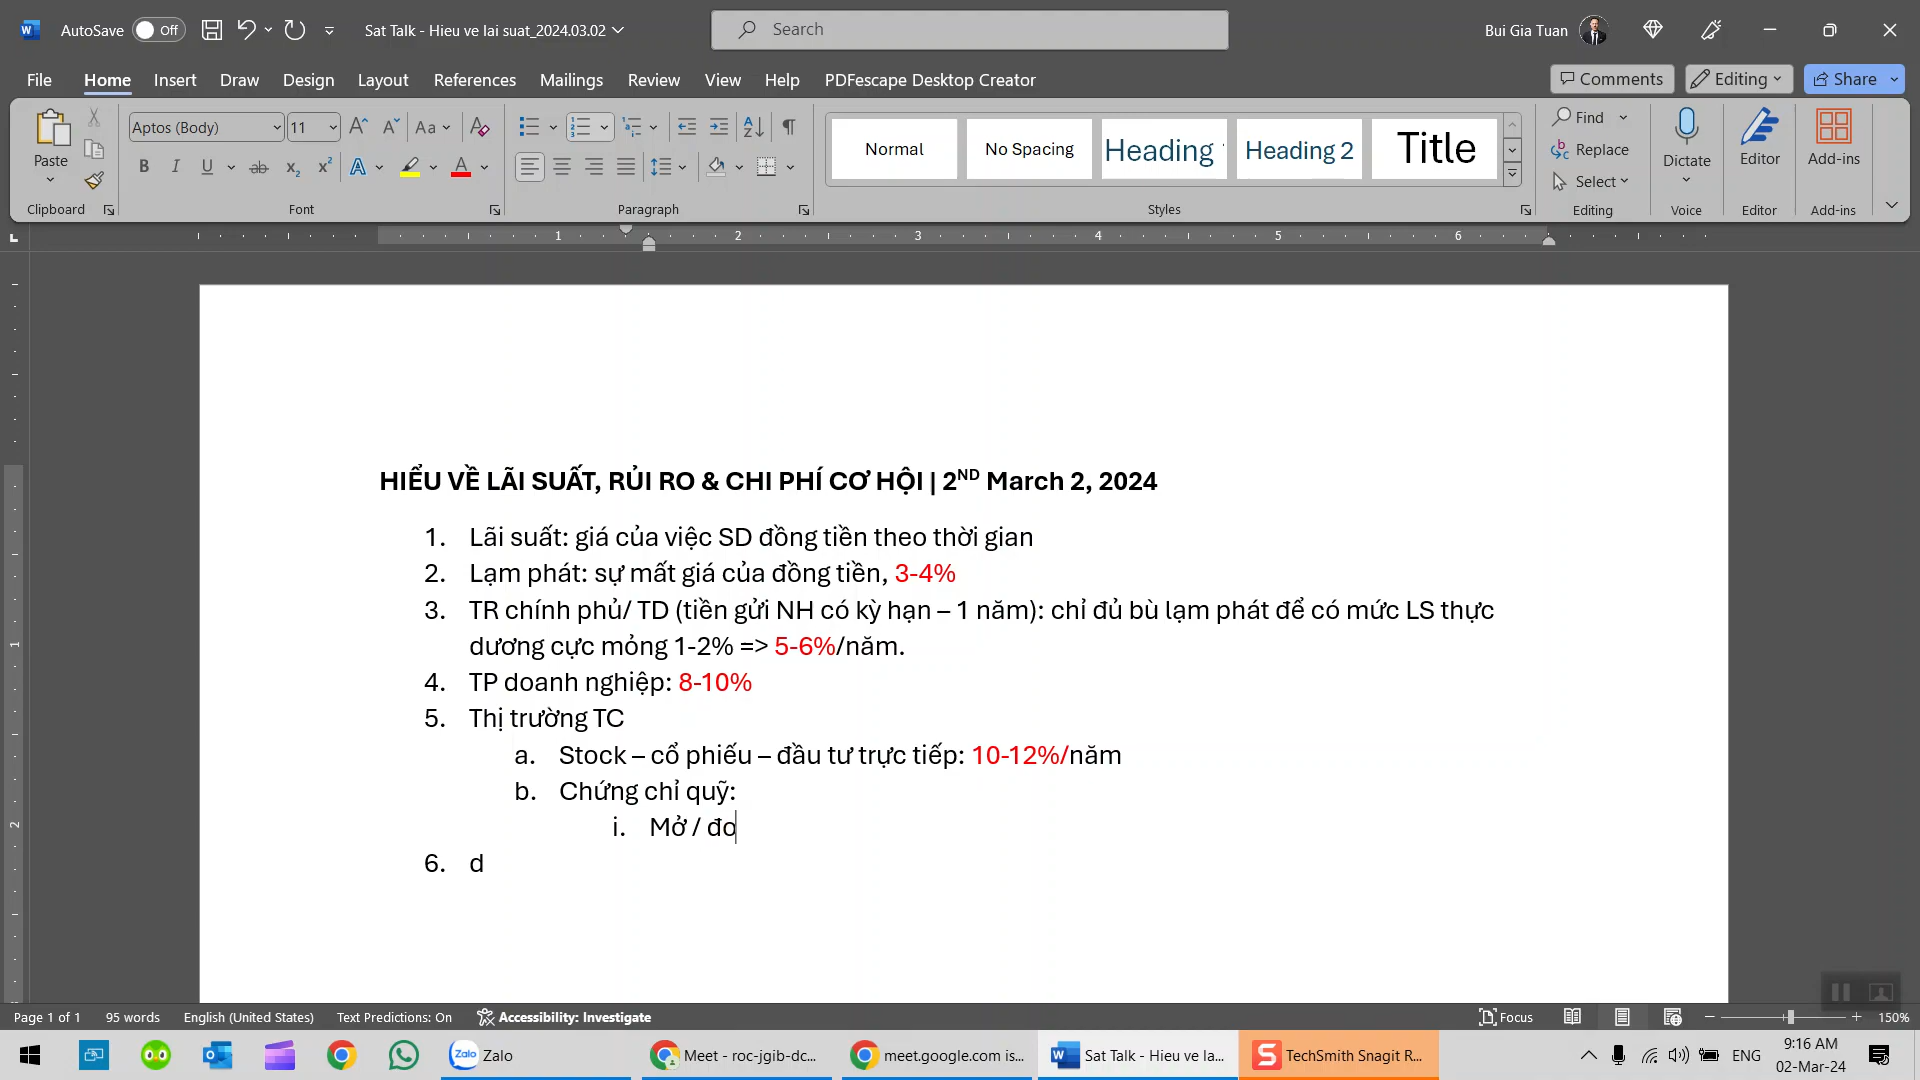 AutoSave Off Sat Talk - Hieu ve lai suat_2024.03.02 Search Bui Gia Tuan
File Home Insert Draw Design Layout References Mailings Review View Help PDFescape Desktop Creator Comments Editing Share
Aptos (Body) 11 Aa Find
Paste Normal No Spacing Heading 1 Heading 2 Title Replace Dictate Editor Add-ins
Select
Clipboard Font Paragraph Styles Editing Voice Editor Add-ins
1 2 3 4 5 6
HIỂU VỀ LÃI SUẤT, RỦI RO & CHI PHÍ CƠ HỘI | 2ND March 2, 2024
1. Lãi suất: giá của việc SD đồng tiền theo thời gian
2. Lạm phát: sự mất giá của đồng tiền, 3-4%
3. TR chính phủ/ TD (tiền gửi NH có kỳ hạn – 1 năm): chỉ đủ bù lạm phát để có mức LS thực
dương cực mỏng 1-2% => 5-6%/năm.
4. TP doanh nghiệp: 8-10%
5. Thị trường TC
a. Stock – cổ phiếu – đầu tư trực tiếp: 10-12%/năm
b. Chứng chỉ quỹ:
i. Mở / đo
6. d
Page 1 of 1 95 words English (United States) Text Predictions: On Accessibility: Investigate Focus 150%
Zalo Meet - roc-jgib-dc... meet.google.com is... Sat Talk - Hieu ve la... TechSmith Snagit R... ENG 9:16 AM
02-Mar-24